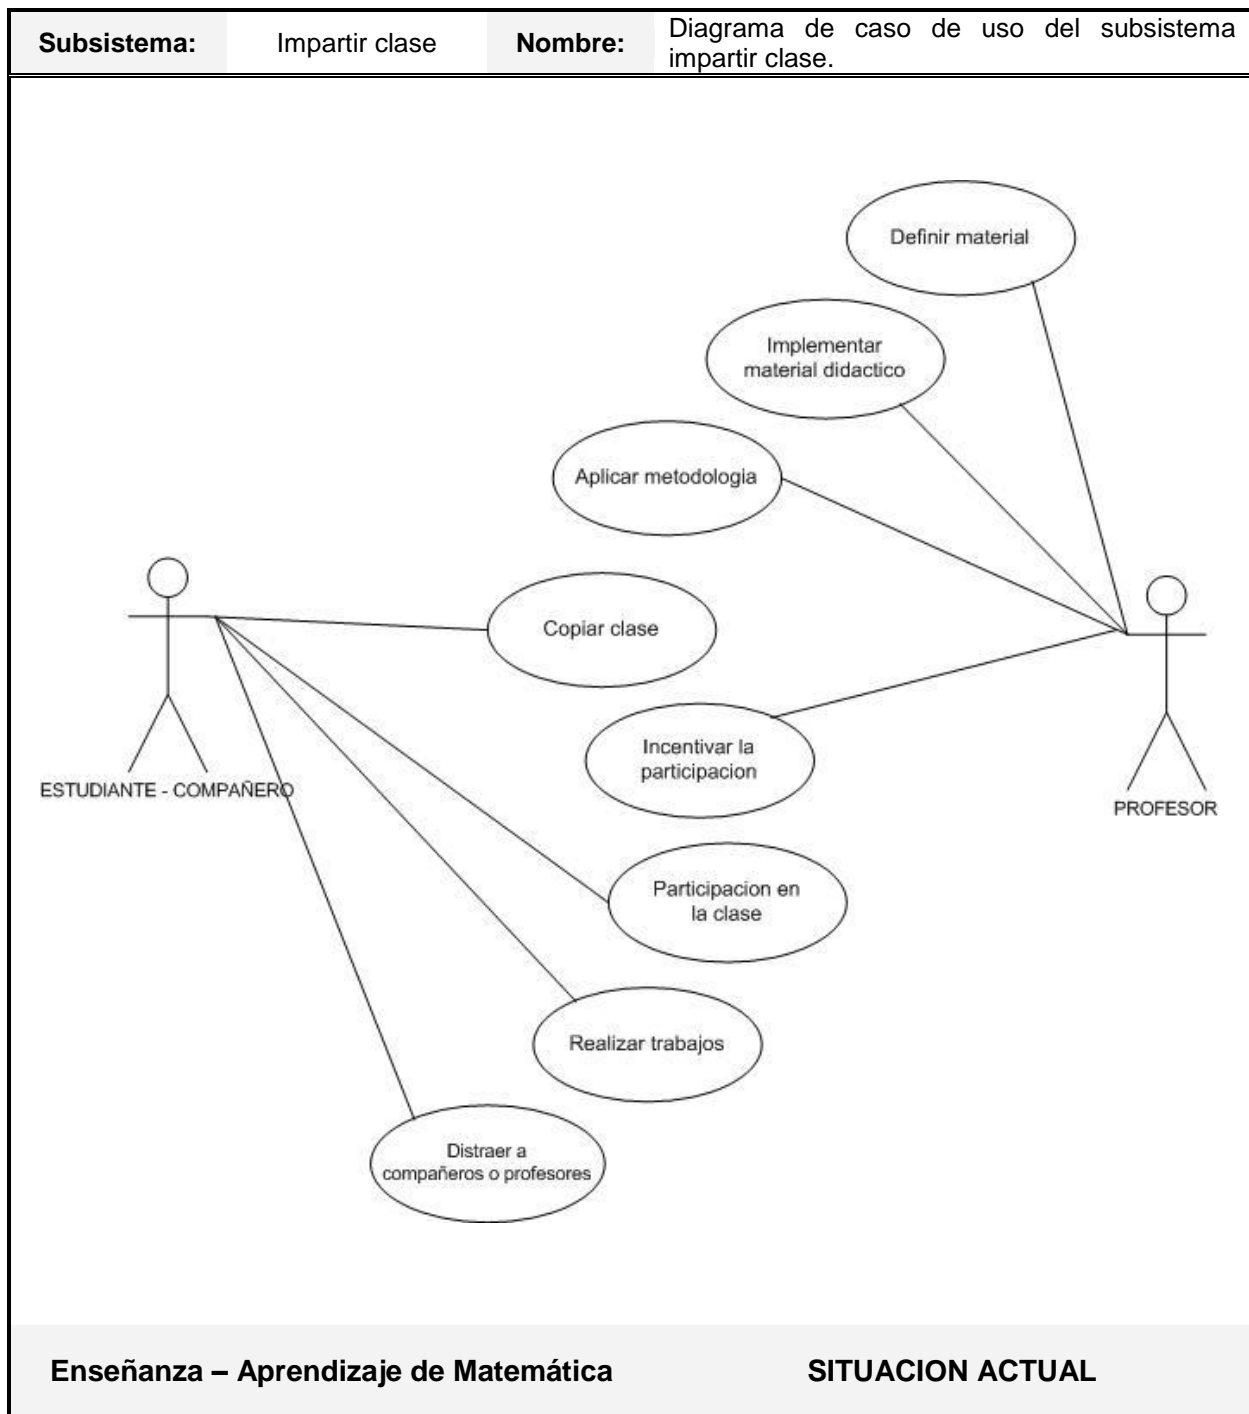 Subsistema: Impartir clase Nombre: Diagrama de caso de uso del subsistema
impartir clase.
Definir material
Implementar
material didactico
Aplicar metodologia
Copiar clase
Incentivar la
participacion
ESTUDIANTE - COMPAÑERO
PROFESOR
Participacion en
la clase
Realizar trabajos
Distraer a
compañeros o profesores
Enseñanza – Aprendizaje de Matemática SITUACION ACTUAL